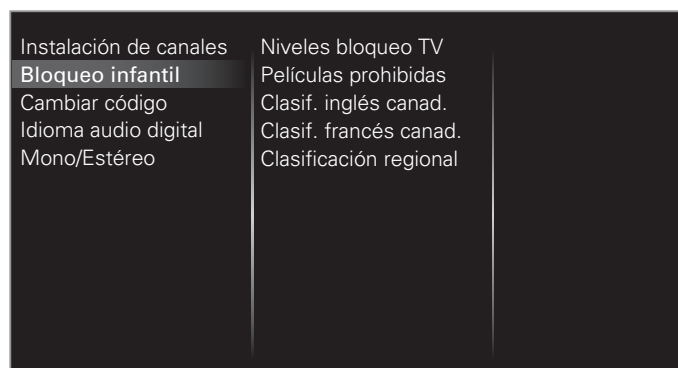 Instalación de canales
Bloqueo infantil
Cambiar código
Idioma audio digital
Mono/Estéreo
Niveles bloqueo TV
Películas prohibidas
Clasif. inglés canad.
Clasif. francés canad.
Clasificación regional